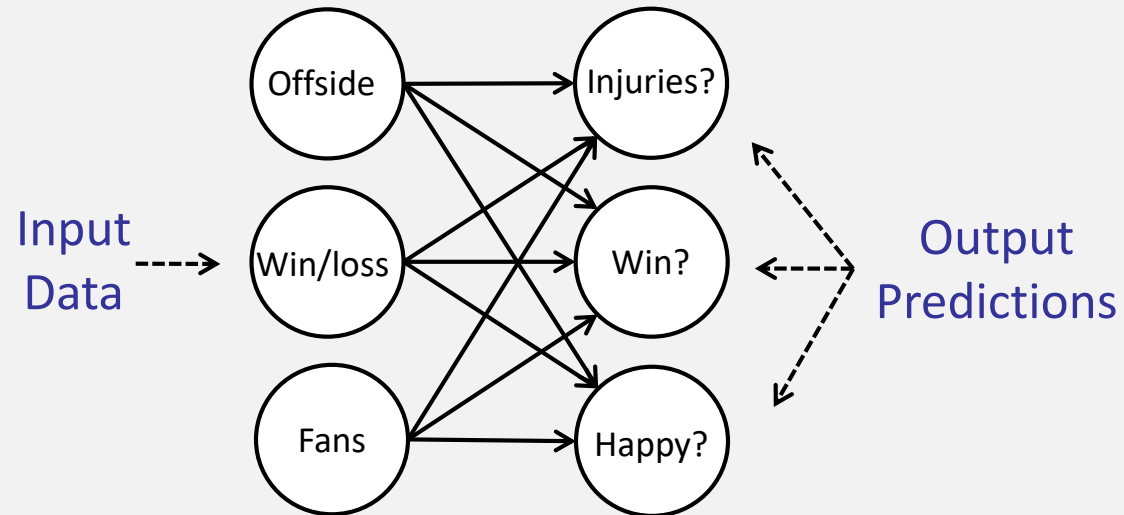 Offside
Injuries?
Input
Data
Win/loss
Win?
Output
Predictions
Fans
Happy?